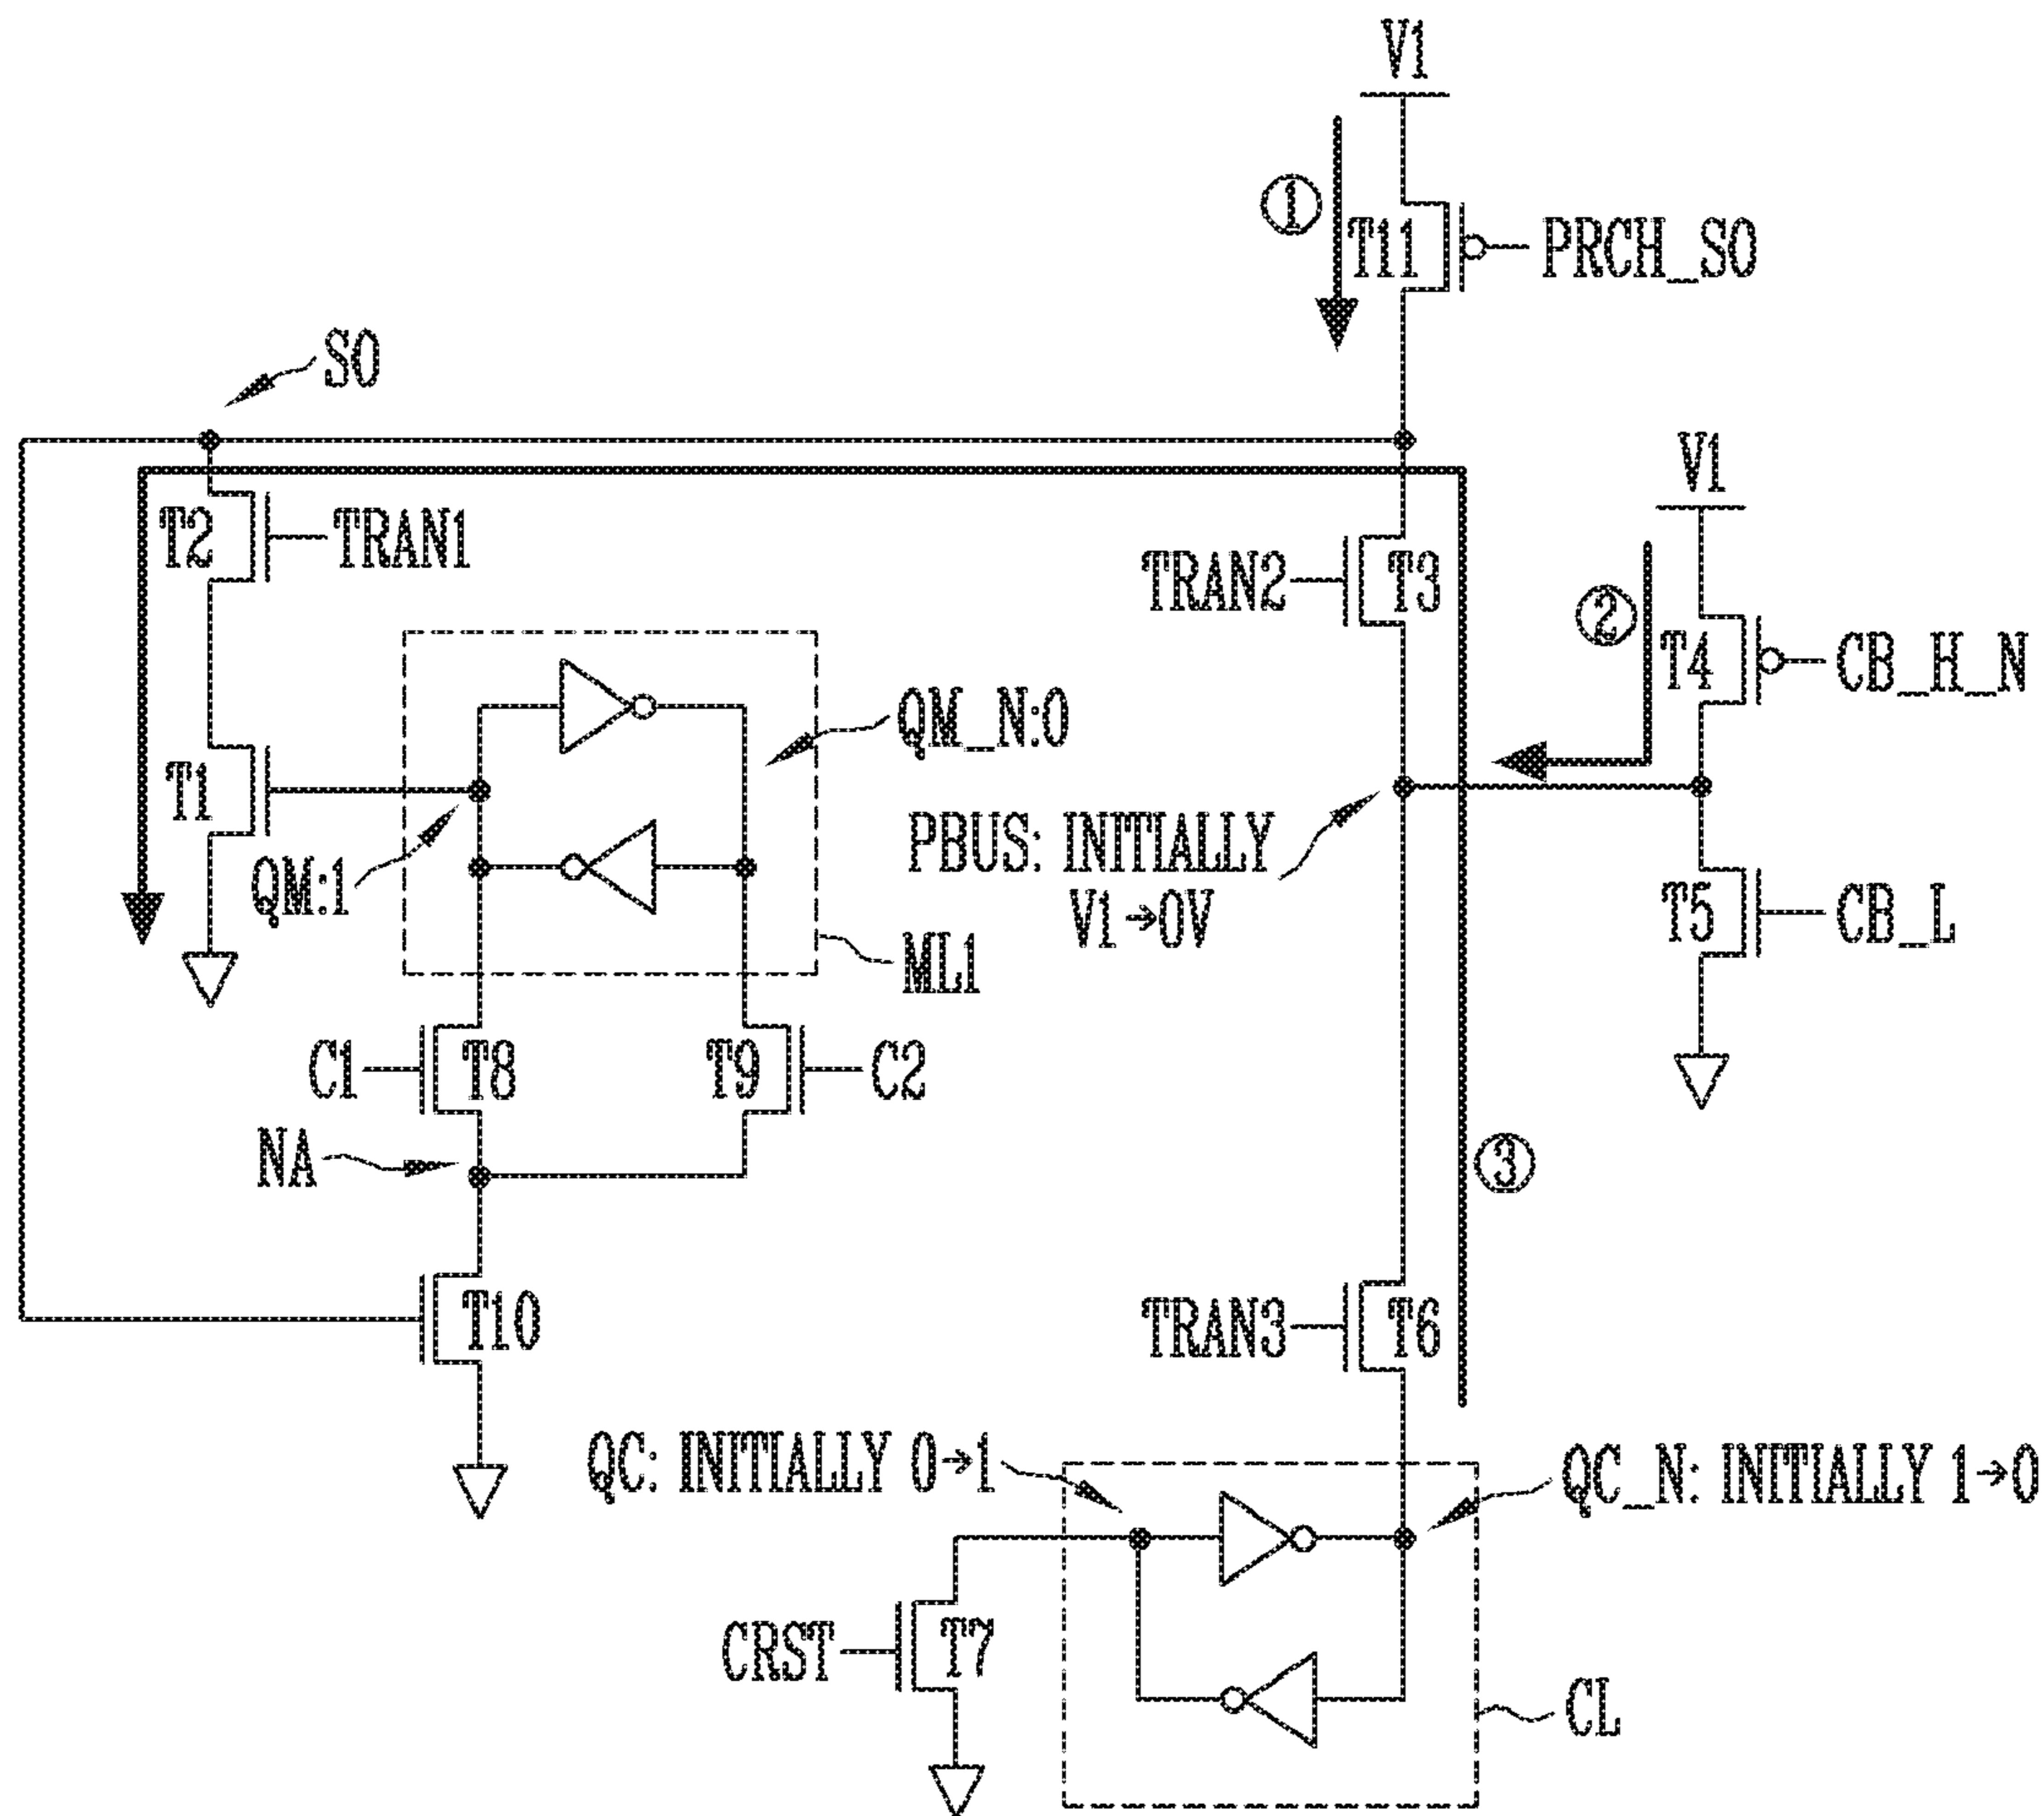 V1
①
T11
PRCH_SO
SO
V1
T2
TRAN1
TRAN2
T3
②
T4
CB_H_N
QM_N:0
T1
QM:1
PBUS: INITIALLY
V1→0V
T5
CB_L
ML1
C1
T8
T9
C2
NA
③
T10
TRAN3
T6
QC: INITIALLY 0→1
QC_N: INITIALLY 1→0
CRST
T7
CL